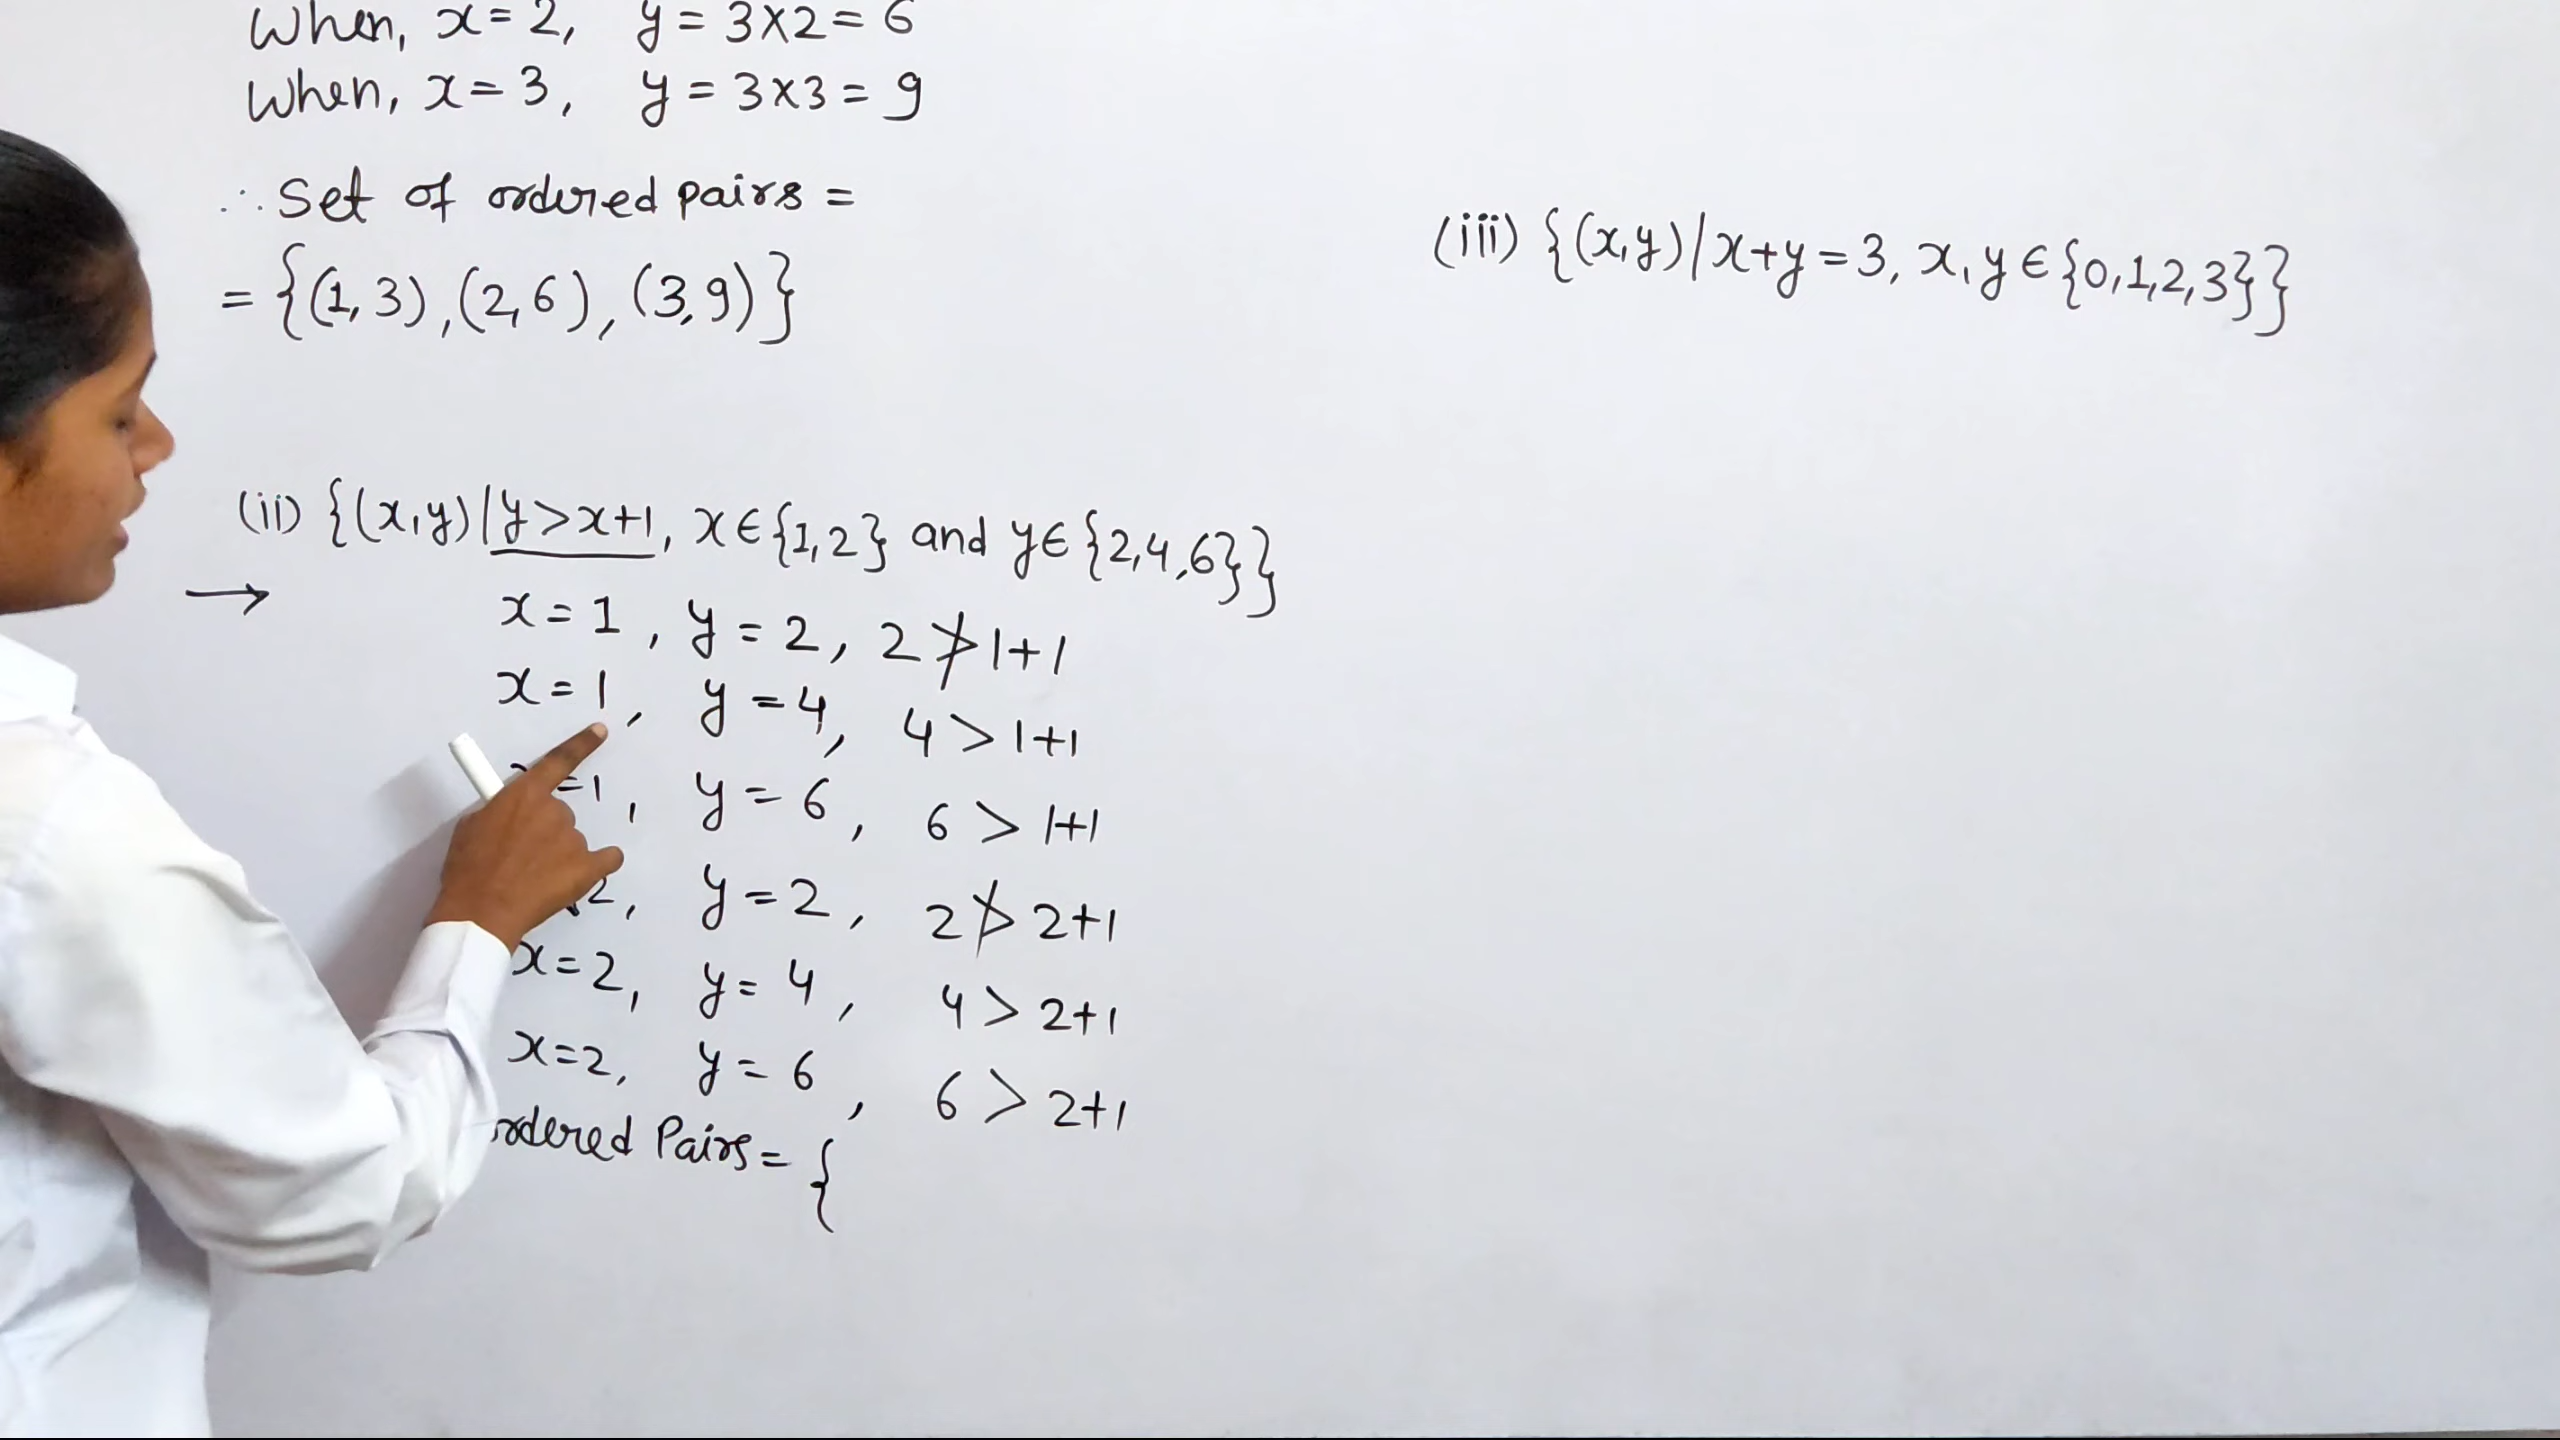 When, x = 2, y = 3×2 = 6
When, x = 3, y = 3×3 = 9
∴ Set of ordered pairs =
= {(1, 3), (2, 6), (3, 9)}
(ii) {(x, y) | y > x+1, x ∈ {1, 2} and y ∈ {2, 4, 6}}
→
x = 1, y = 2, 2 ≯ 1+1
x = 1, y = 4, 4 > 1+1
=1, y = 6, 6 > 1+1
2, y = 2, 2 ≯ 2+1
x = 2, y = 4, 4 > 2+1
x = 2, y = 6, 6 > 2+1
rdered Pairs = {
(iii) {(x, y) / x + y = 3, x, y ∈ {0, 1, 2, 3}}